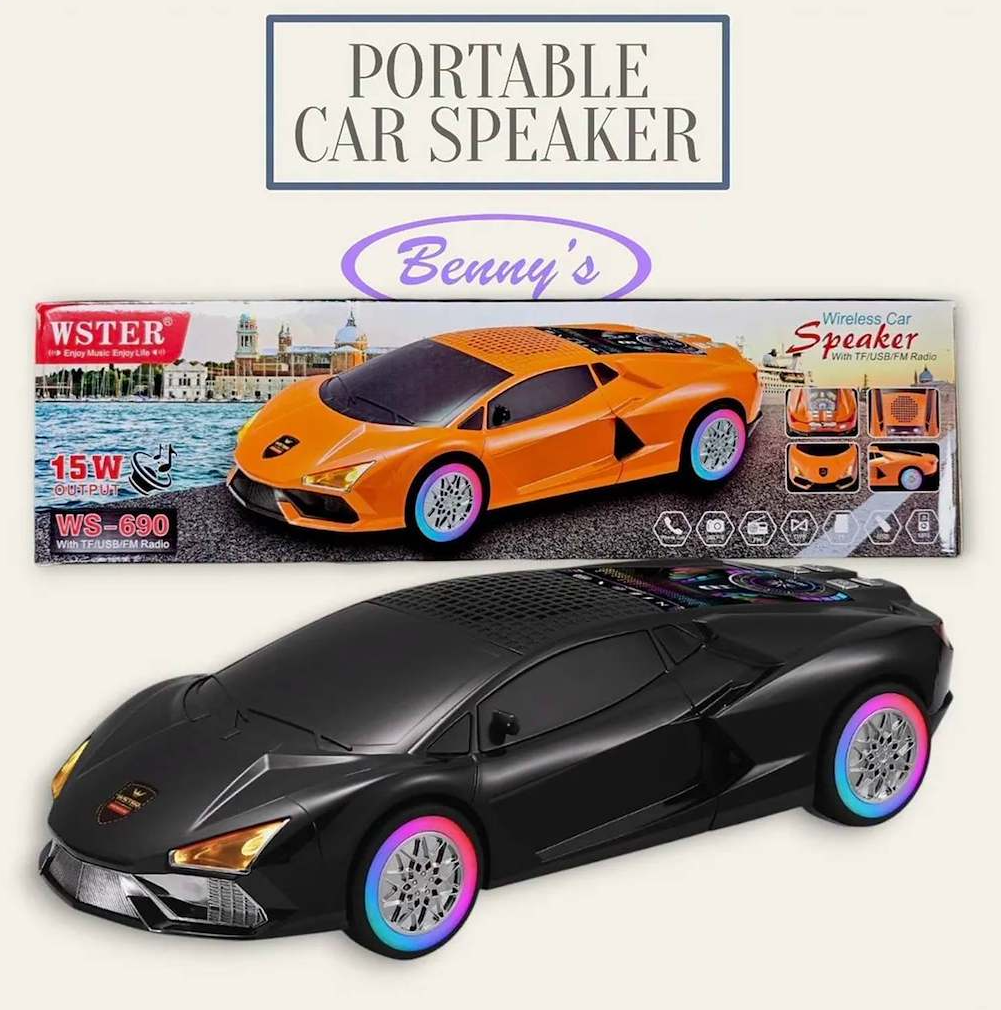 PORTABLE
CAR SPEAKER
Benny's
WSTER®
Enjoy Music Enjoy Life
Wireless Car
Speaker
With TF/USB/FM Radio
15W
OUTPUT
WS-690
With TF/USB/FM Radio